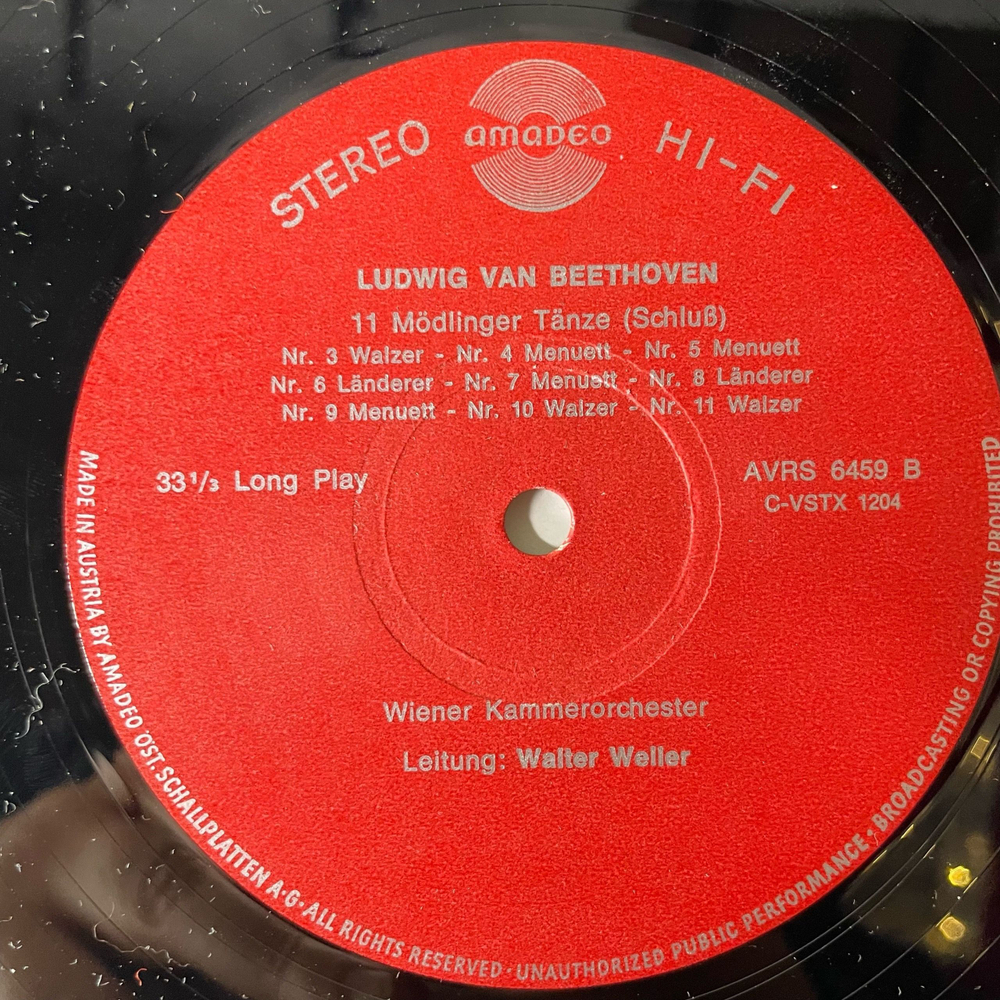 STEREO amadeo HI-FI
LUDWIG VAN BEETHOVEN
11 Mödlinger Tänze (Schluß)
Nr. 3 Walzer - Nr. 4 Menuett - Nr. 5 Menuett
Nr. 6 Länderer - Nr. 7 Menuett - Nr. 8 Länderer
Nr. 9 Menuett - Nr. 10 Walzer - Nr. 11 Walzer
33 1/3 Long Play
AVRS 6459 B
C-VSTX 1204
Wiener Kammerorchester
Leitung: Walter Weller
MADE IN AUSTRIA BY AMADEO ÖST. SCHALLPLATTEN A·G·ALL RIGHTS RESERVED·UNAUTHORIZED PUBLIC PERFORMANCE·BROADCASTING OR COPYING PROHIBITED